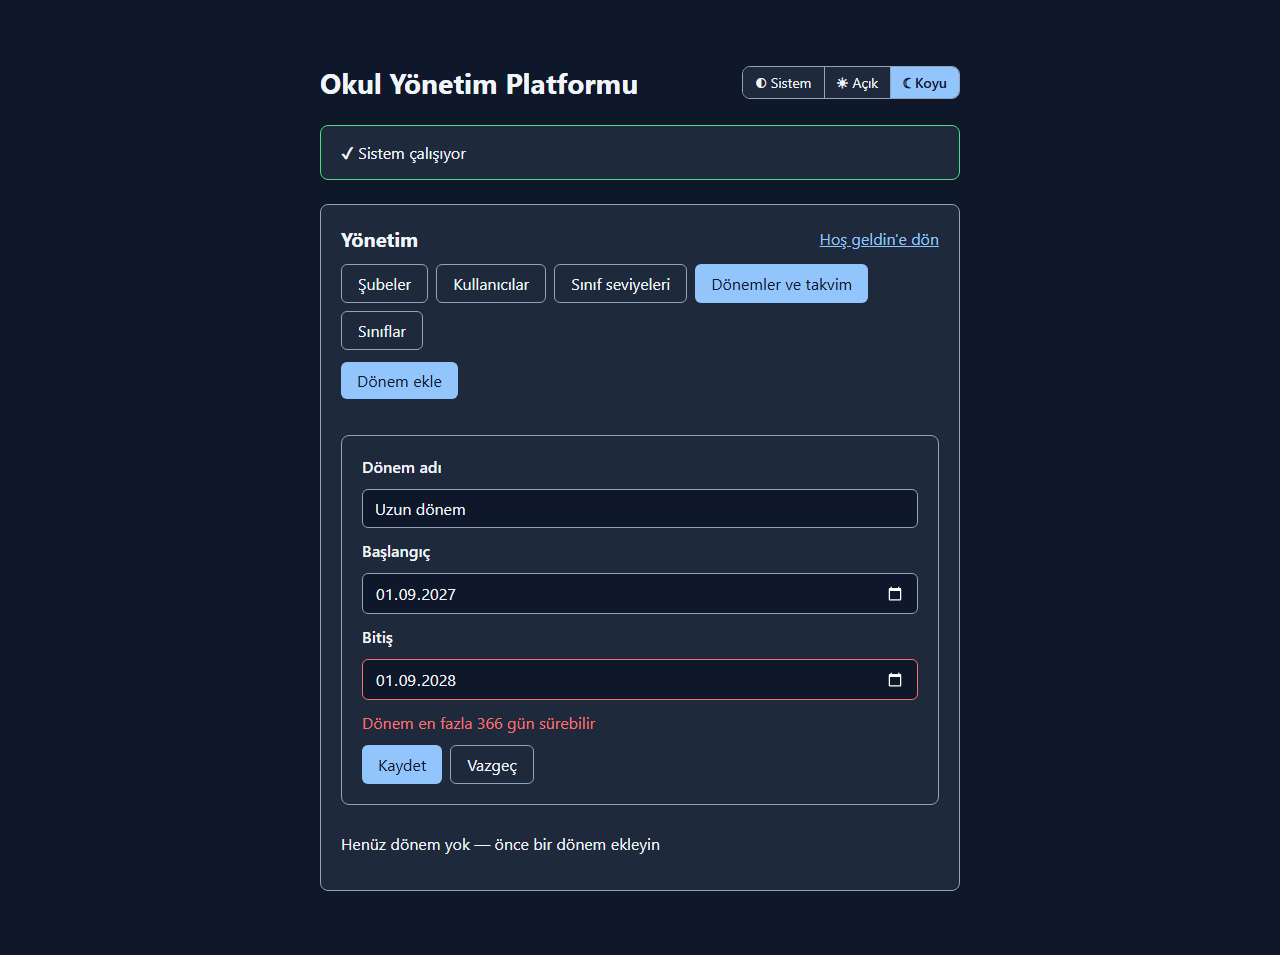 Okul Yönetim Platformu
◐ Sistem ☀ Açık ☾ Koyu
✓ Sistem çalışıyor
Yönetim
Hoş geldin'e dön
Şubeler Kullanıcılar Sınıf seviyeleri Dönemler ve takvim
Sınıflar
Dönem ekle
Dönem adı
Uzun dönem
Başlangıç
01.09.2027
Bitiş
01.09.2028
Dönem en fazla 366 gün sürebilir
Kaydet Vazgeç
Henüz dönem yok — önce bir dönem ekleyin